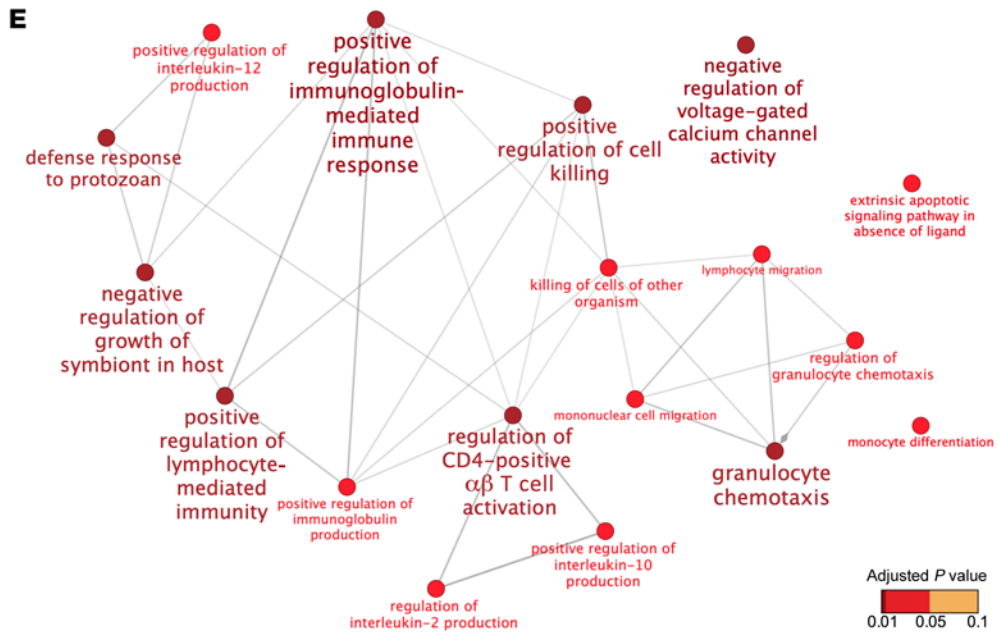 E
positive regulation of
interleukin-12
production
positive
regulation of
immunoglobulin-
mediated
immune
response
negative
regulation of
voltage-gated
calcium channel
activity
positive
regulation of cell
killing
defense response
to protozoan
extrinsic apoptotic
signaling pathway in
absence of ligand
lymphocyte migration
killing of cells of other
organism
negative
regulation of
growth of
symbiont in host
regulation of
granulocyte chemotaxis
mononuclear cell migration
monocyte differentiation
positive
regulation of
lymphocyte-
mediated
immunity
regulation of
CD4-positive
αβ T cell
activation
granulocyte
chemotaxis
positive regulation of
immunoglobulin
production
positive regulation of
interleukin-10
production
regulation of
interleukin-2 production
Adjusted P value
0.01 0.05 0.1